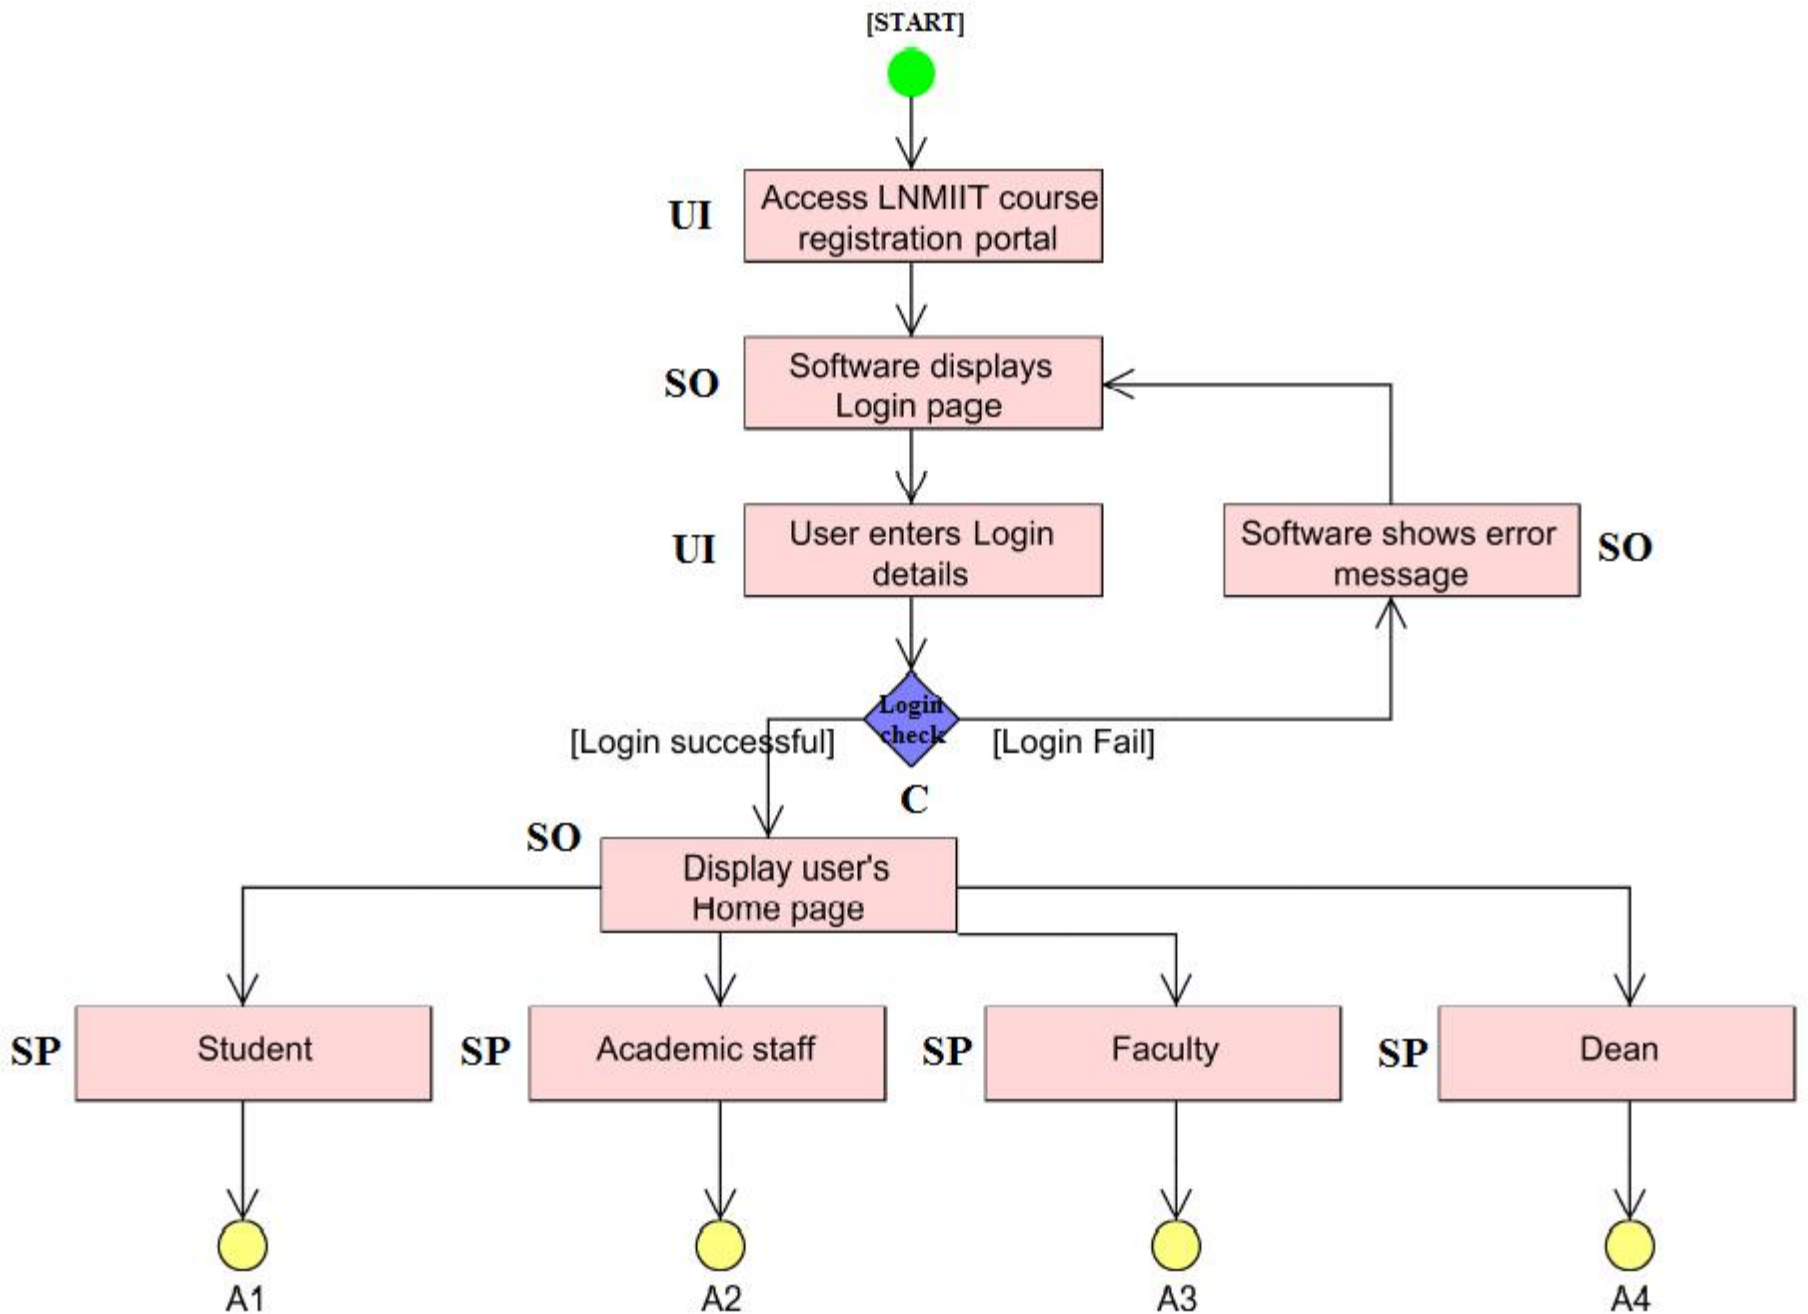 [START]
UI
Access LNMIIT course
registration portal
SO
Software displays
Login page
UI
User enters Login
details
Software shows error
message
SO
Login
check
[Login successful]
[Login Fail]
C
SO
Display user's
Home page
SP
Student
SP
Academic staff
SP
Faculty
SP
Dean
A1
A2
A3
A4